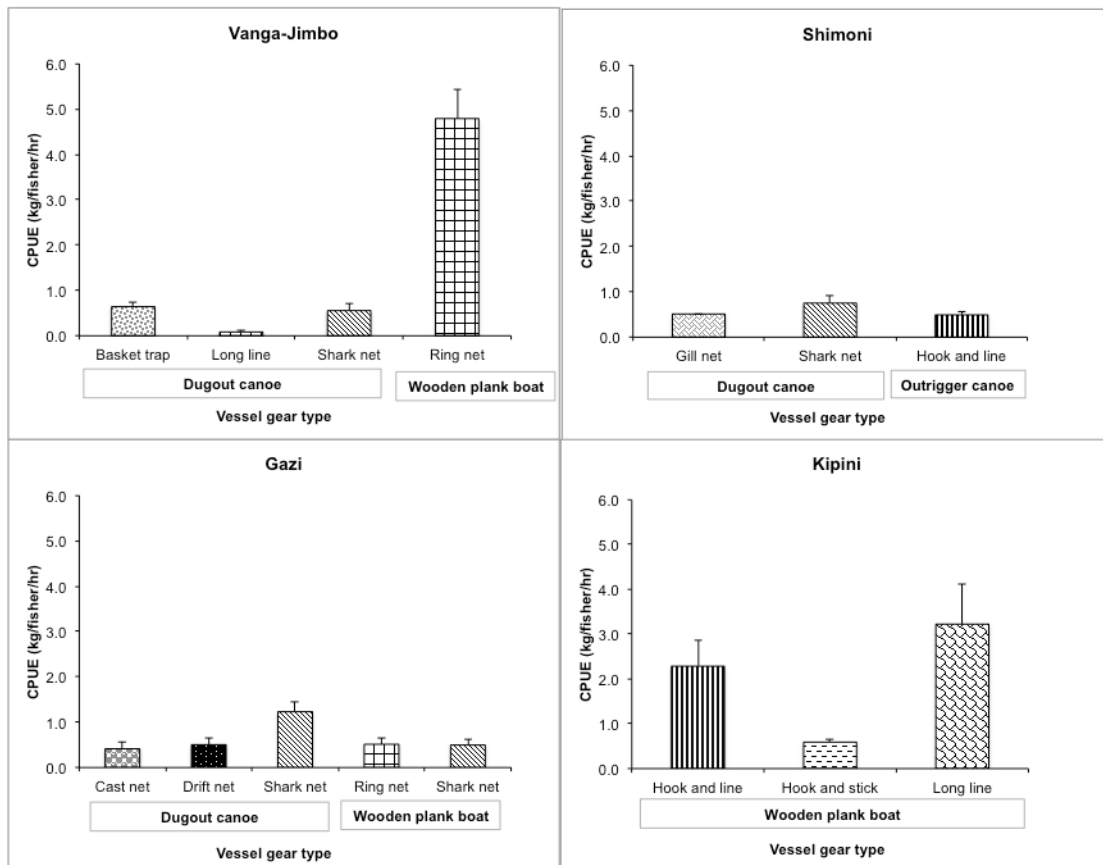 Vanga-Jimbo
CPUE (kg/fisher/hr)
6.0
5.0
4.0
3.0
2.0
1.0
0.0
Basket trap Long line Shark net Ring net
Dugout canoe Wooden plank boat
Vessel gear type
Shimoni
CPUE (kg/fisher/hr)
6.0
5.0
4.0
3.0
2.0
1.0
0.0
Gill net Shark net Hook and line
Dugout canoe Outrigger canoe
Vessel gear type
Gazi
CPUE (kg/fisher/hr)
6.0
5.0
4.0
3.0
2.0
1.0
0.0
Cast net Drift net Shark net Ring net Shark net
Dugout canoe Wooden plank boat
Vessel gear type
Kipini
CPUE (kg/fisher/hr)
6.0
5.0
4.0
3.0
2.0
1.0
0.0
Hook and line Hook and stick Long line
Wooden plank boat
Vessel gear type